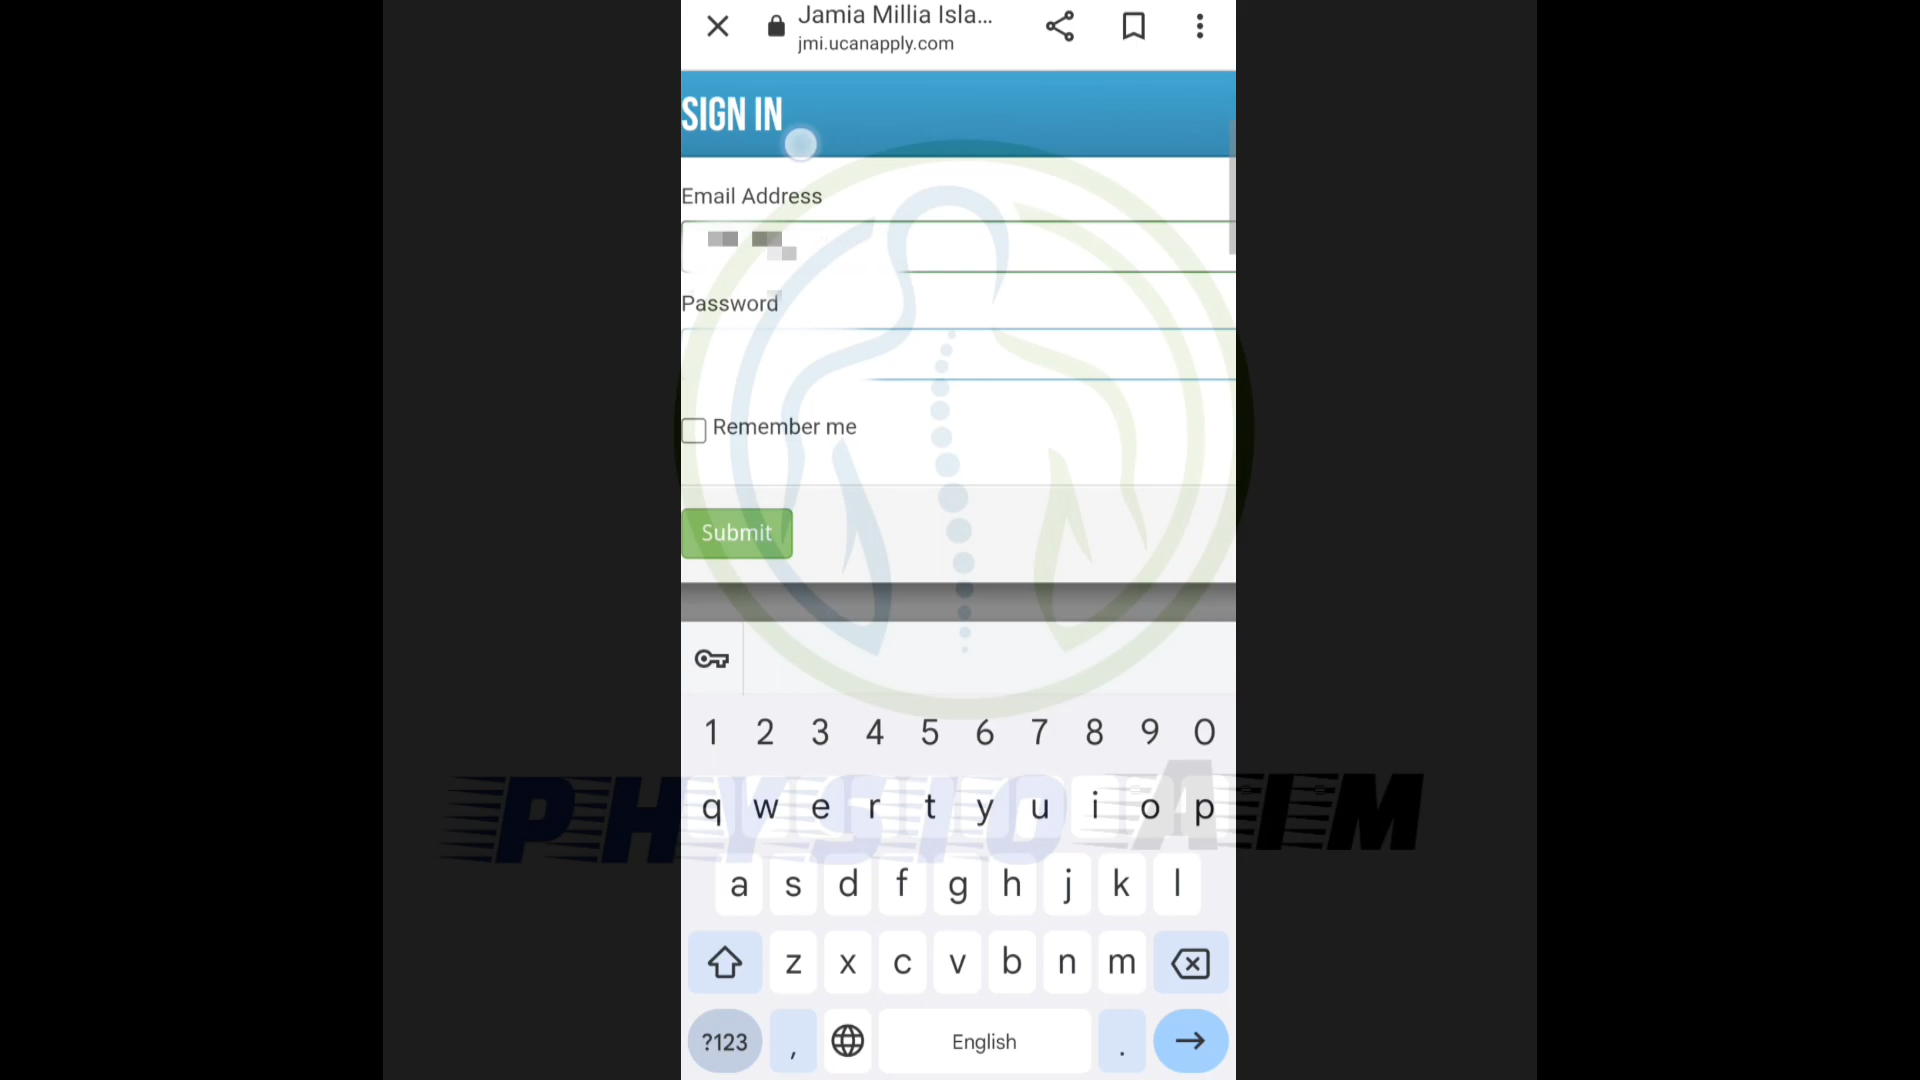 Jamia Millia Isla...
jmi.ucanapply.com
SIGN IN
Email Address
Password
Remember me
Submit
1 2 3 4 5 6 7 8 9 0
q w e r t y u i o p
PHYSIO AIM
a s d f g h j k l
z x c v b n m
?123 , English .